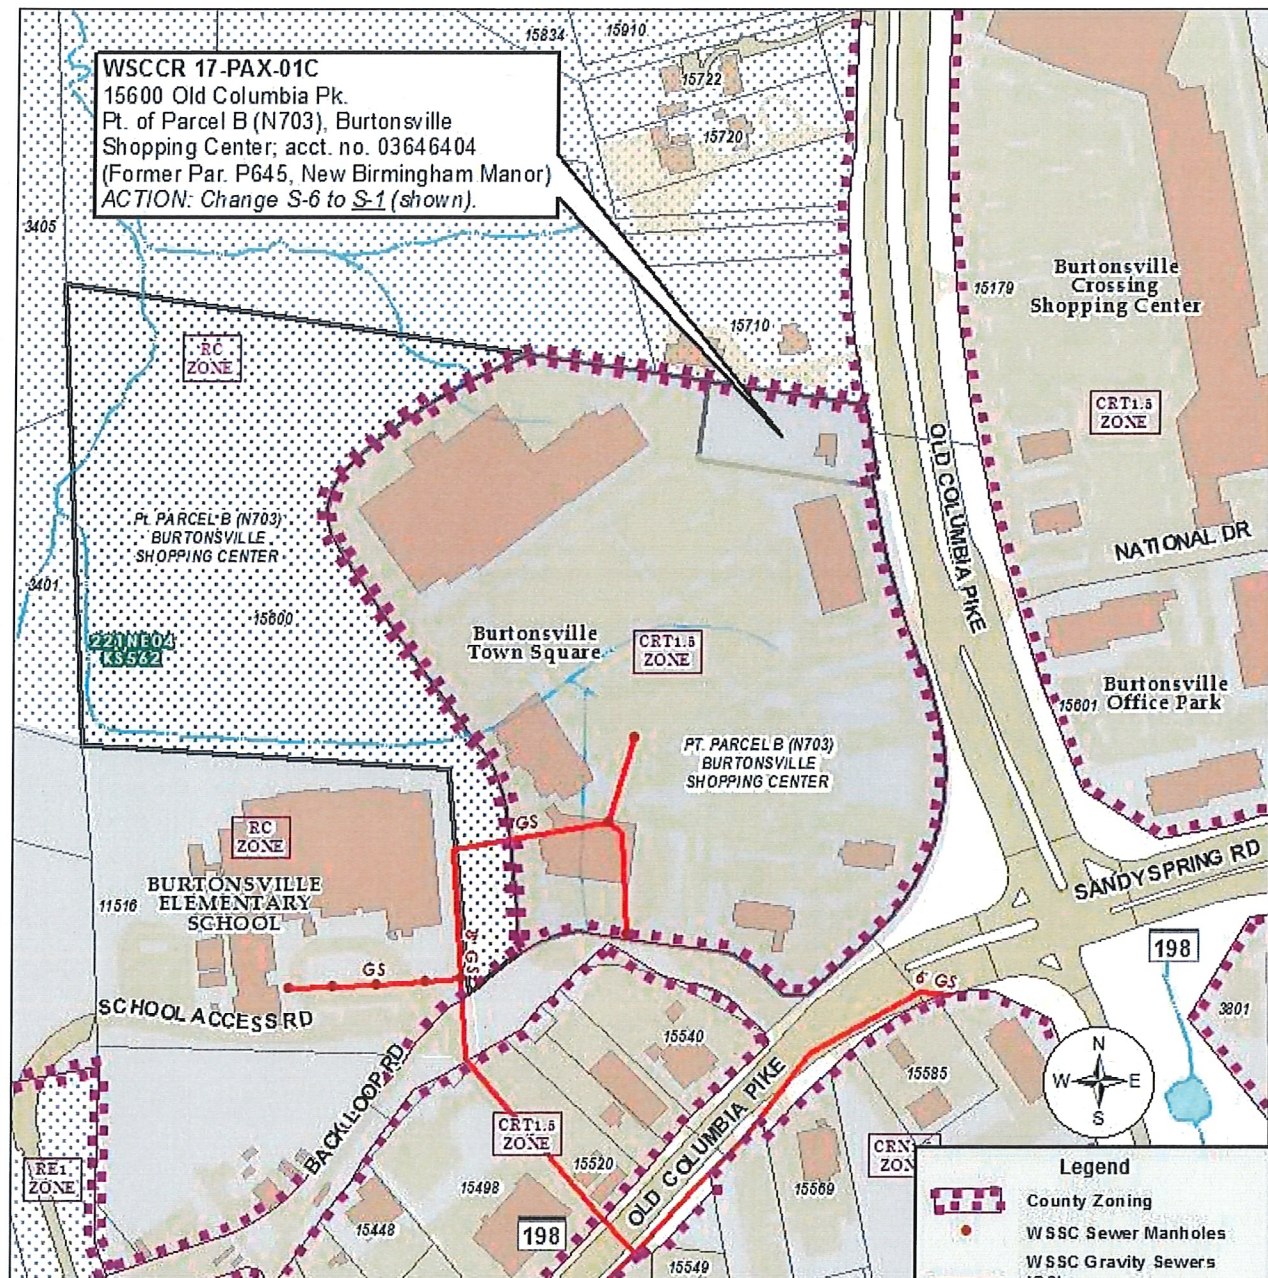 15834
15910
WSCCR 17-PAX-01C
15600 Old Columbia Pk.
Pt. of Parcel B (N703), Burtonsville
Shopping Center; acct. no. 03646404
(Former Par. P645, New Birmingham Manor)
ACTION: Change S-6 to S-1 (shown).
15722
15720
3405
15179
Burtonsville
Crossing
Shopping Center
15710
RC
ZONE
CRT1.5
ZONE
OLD COLUMBIA PIKE
NATIONAL DR
Pt. PARCEL B (N703)
BURTONSVILLE
SHOPPING CENTER
3401
15600
221NE04
KS562
Burtonsville
Town Square
CRT1.5
ZONE
Burtonsville
Office Park
15601
PT. PARCEL B (N703)
BURTONSVILLE
SHOPPING CENTER
GS
RC
ZONE
BURTONSVILLE
ELEMENTARY
SCHOOL
11516
SANDY SPRING RD
198
GS
GS
6" GS
SCHOOL ACCESS RD
3801
15540
N
W E
S
15585
BACKLOOP RD
CRT1.5
ZONE
15520
OLD COLUMBIA PIKE
RE1
ZONE
15498
15569
15448
198
15549
Legend
County Zoning
WSSC Sewer Manholes
WSSC Gravity Sewers